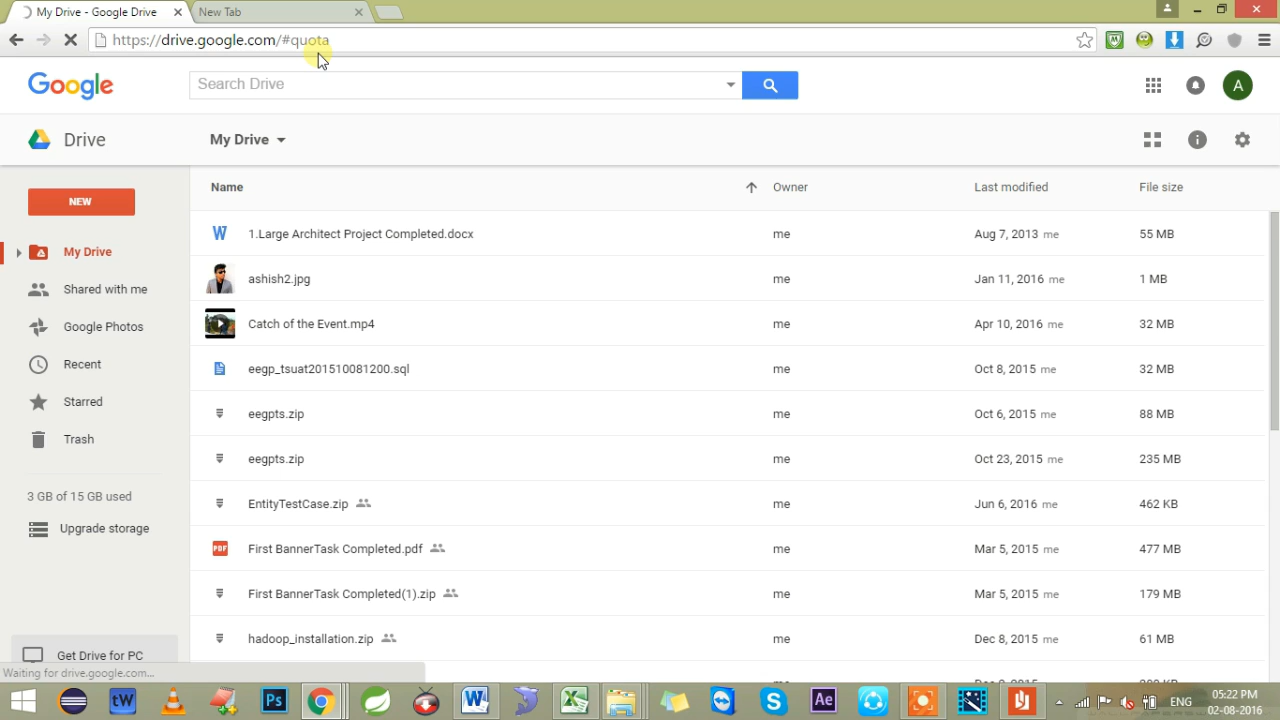 My Drive - Google Drive
New Tab
https://drive.google.com/#quota
Google
Search Drive
A
Drive
My Drive
NEW
My Drive
Shared with me
Google Photos
Recent
Starred
Trash
3 GB of 15 GB used
Upgrade storage
Get Drive for PC
Name Owner Last modified File size
1.Large Architect Project Completed.docx me Aug 7, 2013 me 55 MB
ashish2.jpg me Jan 11, 2016 me 1 MB
Catch of the Event.mp4 me Apr 10, 2016 me 32 MB
eegp_tsuat201510081200.sql me Oct 8, 2015 me 32 MB
eegpts.zip me Oct 6, 2015 me 88 MB
eegpts.zip me Oct 23, 2015 me 235 MB
EntityTestCase.zip me Jun 6, 2016 me 462 KB
PDF First BannerTask Completed.pdf me Mar 5, 2015 me 477 MB
First BannerTask Completed(1).zip me Mar 5, 2015 me 179 MB
hadoop_installation.zip me Dec 8, 2015 me 61 MB
Waiting for drive.google.com...
tW
Ps
Ae
ENG
05:22 PM
02-08-2016